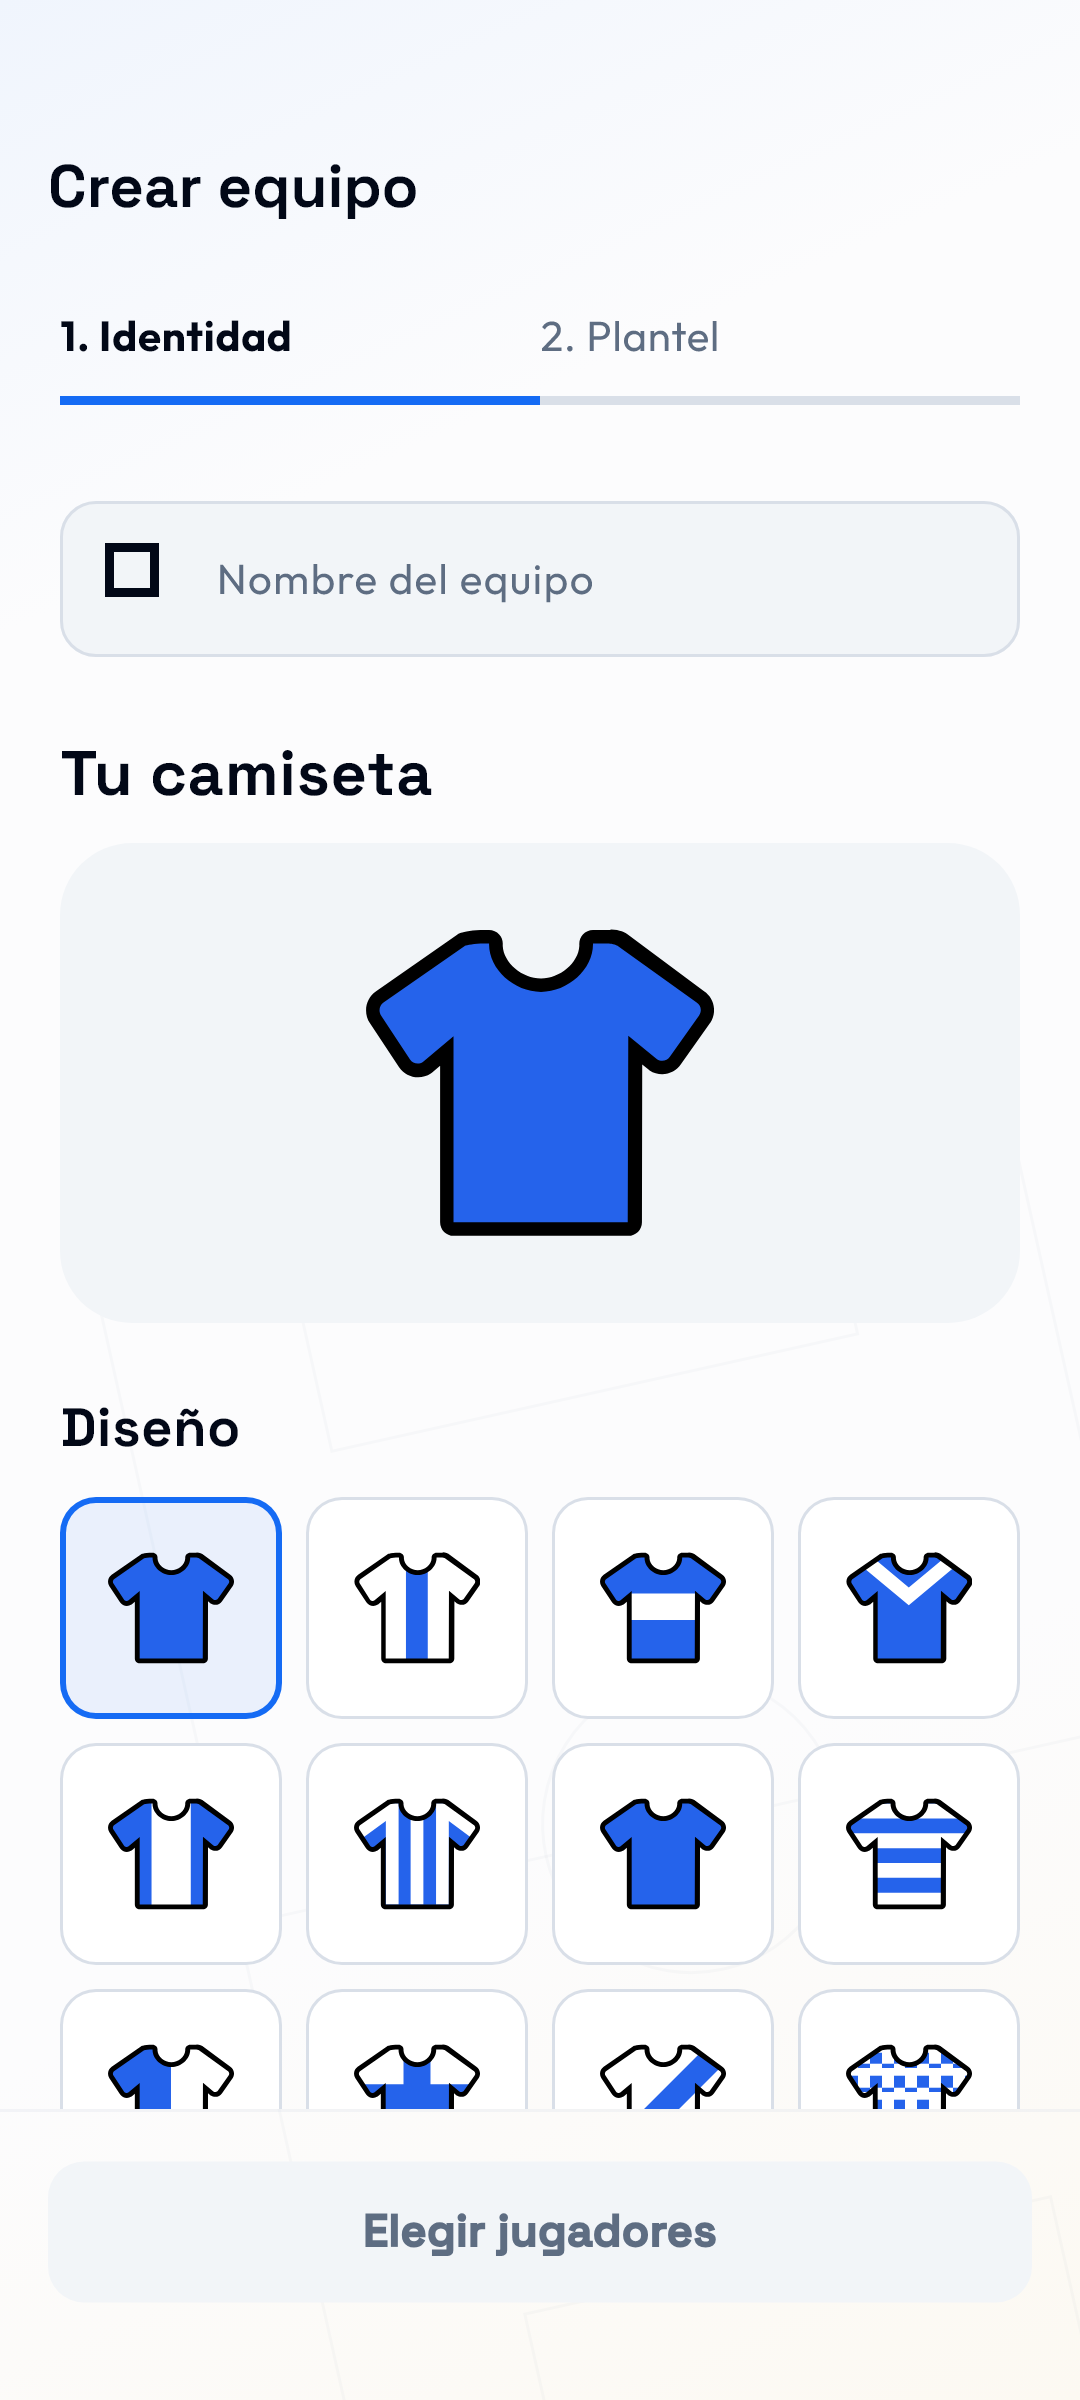 Crear equipo
1. Identidad
2. Plantel
Nombre del equipo
Tu camiseta
Diseño
Elegir jugadores